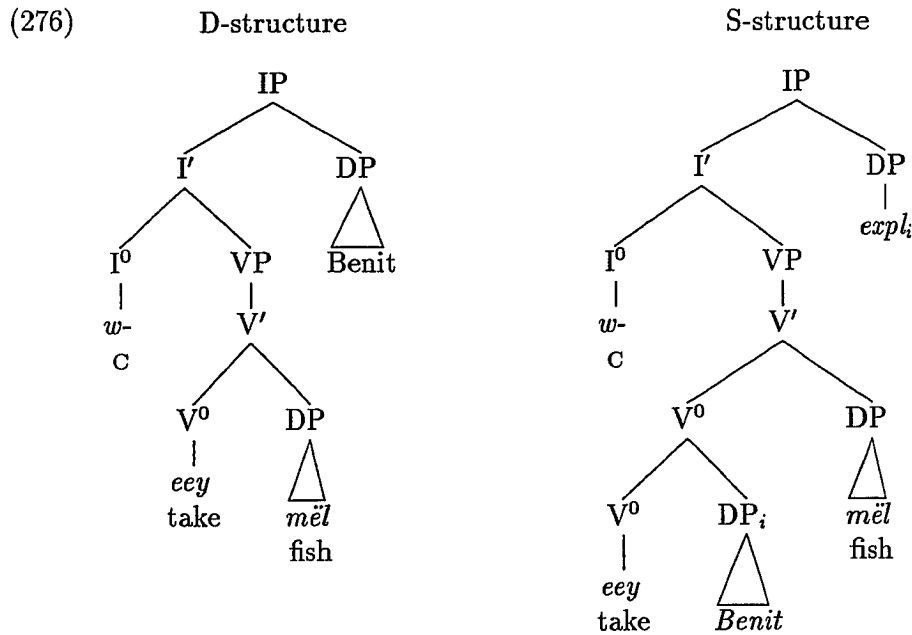 (276) D-structure S-structure
IP IP
I′ DP I′ DP
Benit expl_i
I⁰ VP I⁰ VP
w- V′ w- V′
C C
V⁰ DP V⁰ DP
eey mël V⁰ DP_i mël
take fish eey Benit fish
take